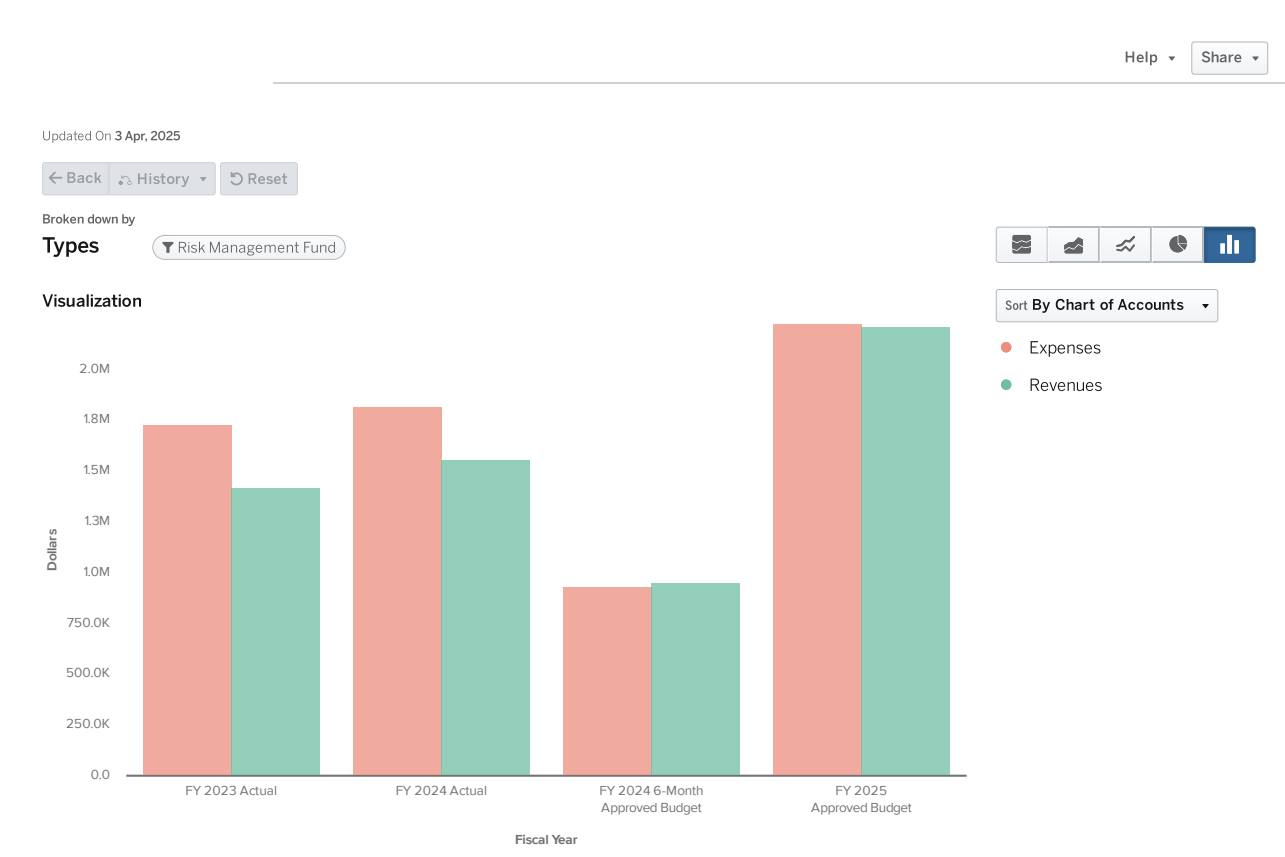 Help
Share
Updated On 3 Apr, 2025
Back
History
Reset
Broken down by
Types
Risk Management Fund
Visualization
Sort By Chart of Accounts
Expenses
Revenues
Dollars
2.0M
1.8M
1.5M
1.3M
1.0M
750.0K
500.0K
250.0K
0.0
FY 2023 Actual
FY 2024 Actual
FY 2024 6-Month
Approved Budget
FY 2025
Approved Budget
Fiscal Year